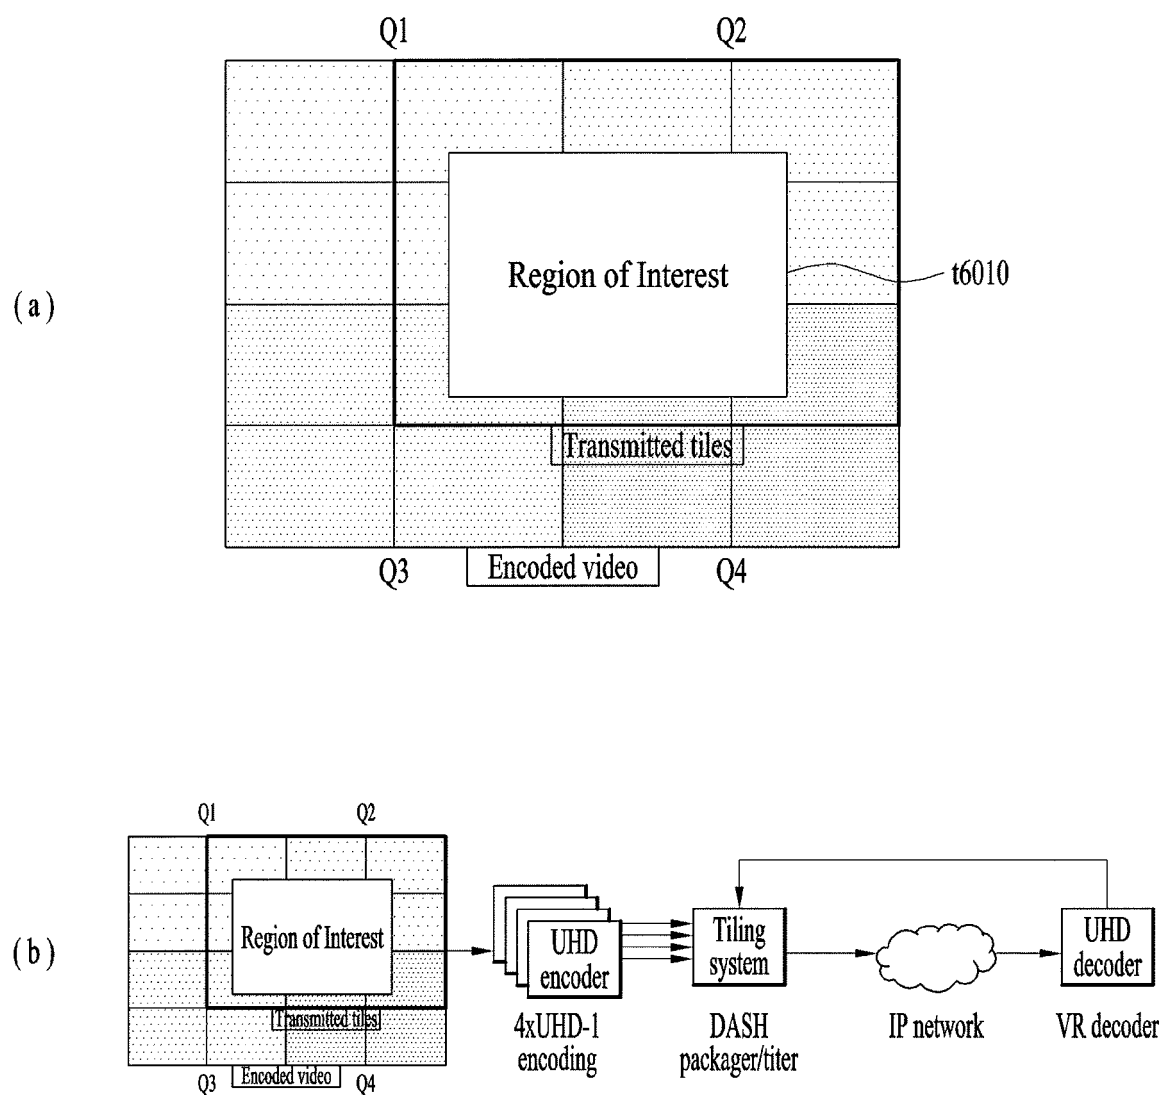 Q1 Q2
Region of Interest
t6010
( a )
Transmitted tiles
Q3 Encoded video Q4
Q1 Q2
Region of Interest
UHD
encoder
Tiling
system
UHD
decoder
( b )
Transmitted tiles
4xUHD-1
encoding
DASH
packager/titer
IP network
VR decoder
Q3 Encoded video Q4